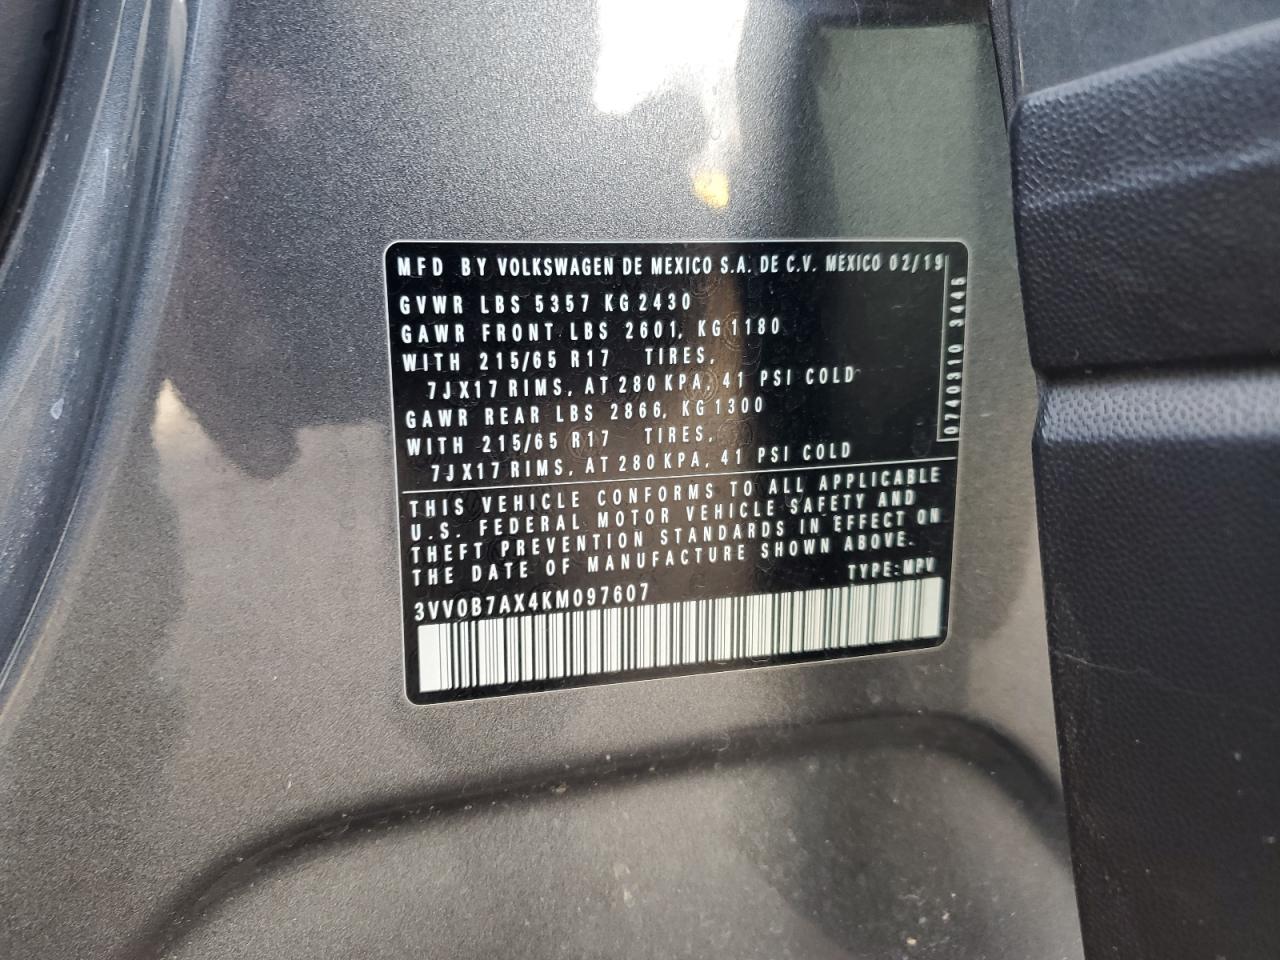 MFD BY VOLKSWAGEN DE MEXICO S.A. DE C.V. MEXICO 02/19
GVWR LBS 5357 KG 2430
GAWR FRONT LBS 2601, KG 1180
WITH 215/65 R17 TIRES,
7JX17 RIMS, AT 280 KPA, 41 PSI COLD
GAWR REAR LBS 2866, KG 1300
WITH 215/65 R17 TIRES,
7JX17 RIMS, AT 280 KPA, 41 PSI COLD
0740310 3445
THIS VEHICLE CONFORMS TO ALL APPLICABLE
U.S. FEDERAL MOTOR VEHICLE SAFETY AND
THEFT PREVENTION STANDARDS IN EFFECT ON
THE DATE OF MANUFACTURE SHOWN ABOVE.
TYPE: MPV
3VV0B7AX4KM097607